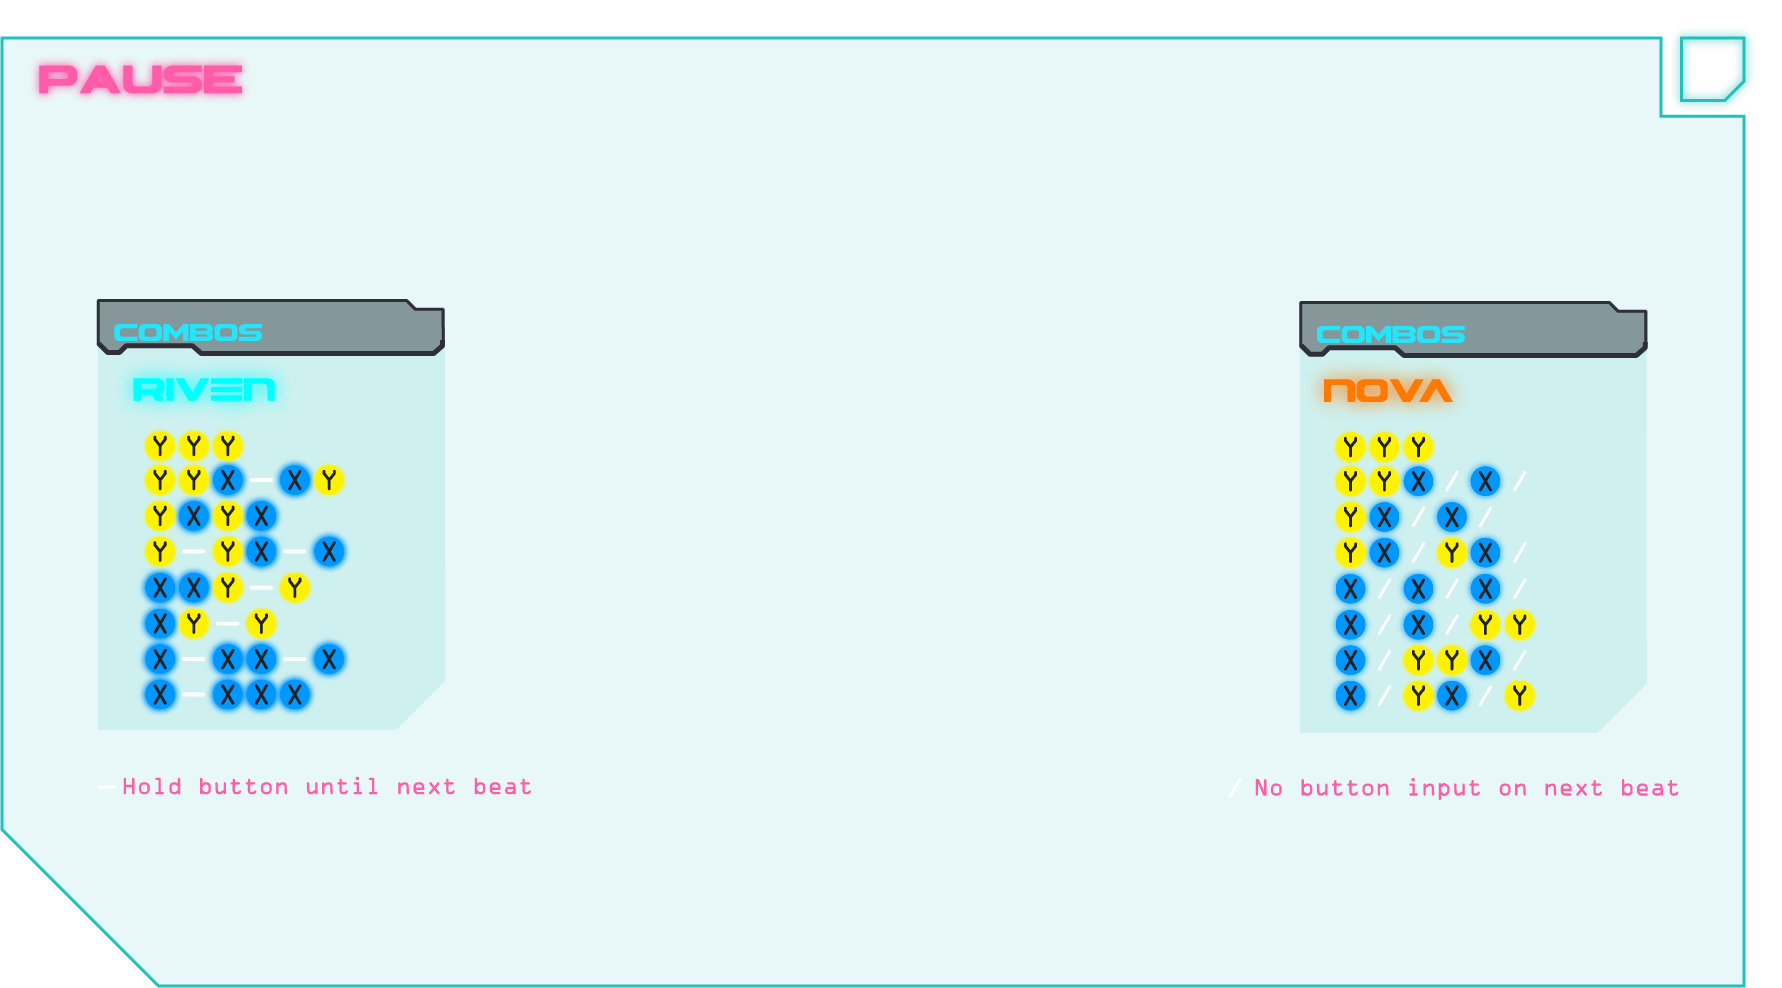 PAUSE
COMBOS
RIVEN
Y Y Y
Y Y X – X Y
Y X Y X
Y – Y X – X
X X Y – Y
X Y – Y
X – X X – X
X – X X X
– Hold button until next beat
COMBOS
NOVA
Y Y Y
Y Y X / X /
Y X / X /
Y X / Y X /
X / X / X /
X / X / Y Y
X / Y Y X /
X / Y X / Y
/ No button input on next beat